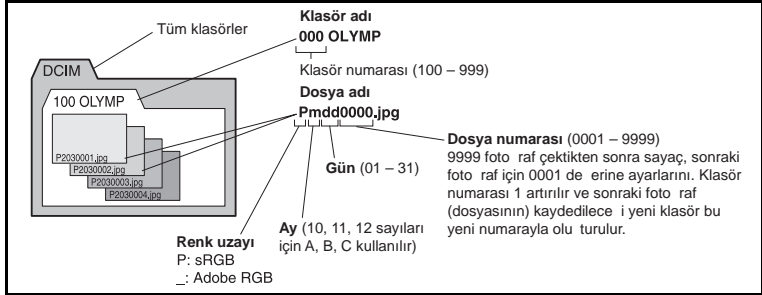 Tüm klasörler
Klasör adı
000 OLYMP
Klasör numarası (100 – 999)
DCIM
100 OLYMP
P2030001.jpg
P2030002.jpg
P2030003.jpg
P2030004.jpg
Dosya adı
Pmdd0000.jpg
Dosya numarası (0001 – 9999)
9999 foto raf çektikten sonra sayaç, sonraki
foto raf için 0001 de erine ayarlarını. Klasör
numarası 1 artırılır ve sonraki foto raf
(dosyasının) kaydedilece i yeni klasör bu
yeni numarayla olu turulur.
Gün (01 – 31)
Ay (10, 11, 12 sayıları
için A, B, C kullanılır)
Renk uzayı
P: sRGB
_: Adobe RGB